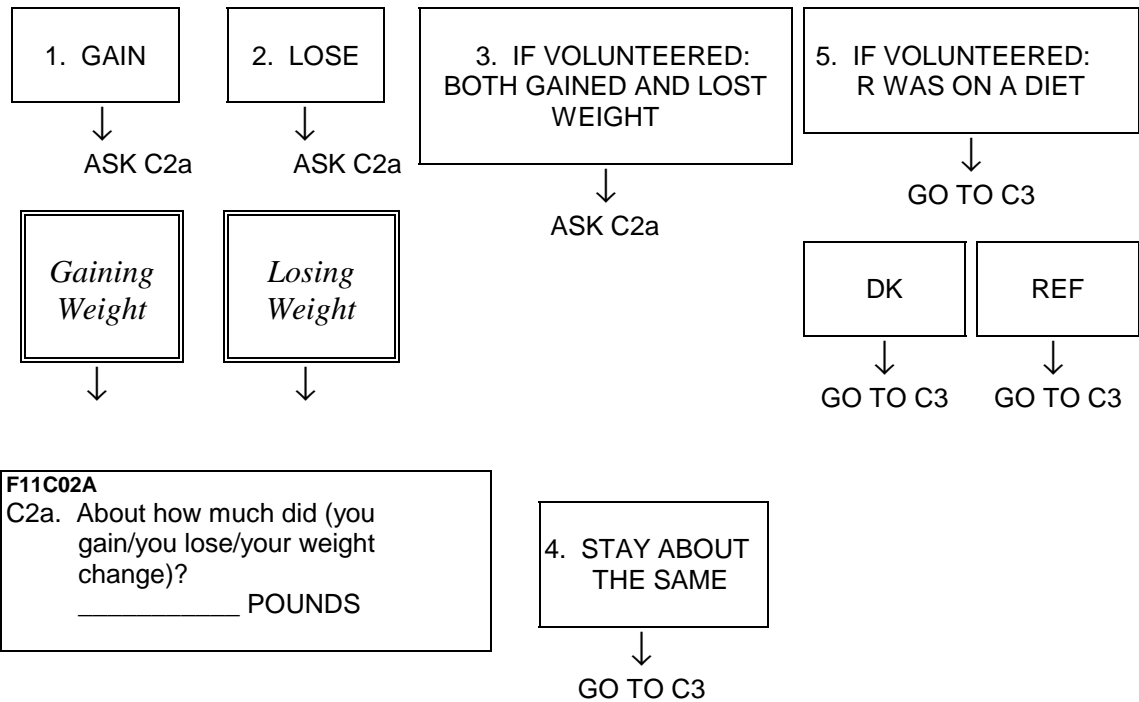 1. GAIN
↓
ASK C2a
2. LOSE
↓
ASK C2a
3. IF VOLUNTEERED:
BOTH GAINED AND LOST
WEIGHT
↓
ASK C2a
5. IF VOLUNTEERED:
R WAS ON A DIET
↓
GO TO C3
Gaining
Weight
↓
Losing
Weight
↓
DK
↓
GO TO C3
REF
↓
GO TO C3
F11C02A
C2a. About how much did (you
gain/you lose/your weight
change)?
___________ POUNDS
4. STAY ABOUT
THE SAME
↓
GO TO C3